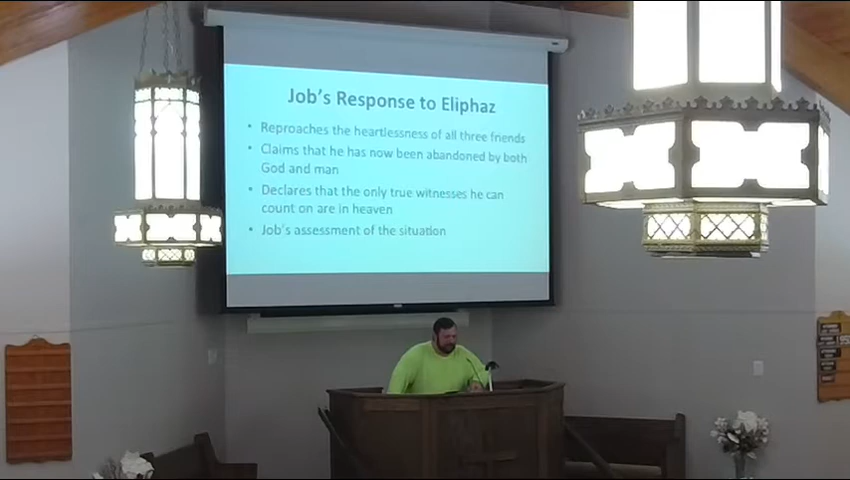 Job's Response to Eliphaz
• Reproaches the heartlessness of all three friends
• Claims that he has now been abandoned by both
God and man
• Declares that the only true witnesses he can
count on are in heaven
• Job's assessment of the situation